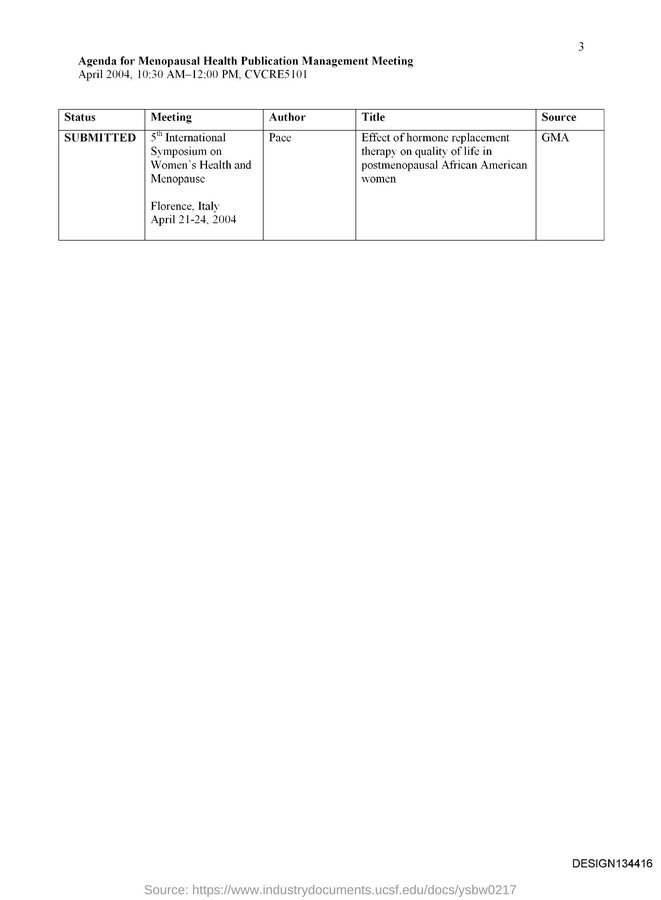 3
Agenda for Menopausal Health Publication Management Meeting
April 2004, 10:30 AM–12:00 PM, CVCRE5101
Status Meeting Author Title Source
SUBMITTED 5th International Pace Effect of hormone replacement GMA
Symposium on therapy on quality of life in
Women's Health and postmenopausal African American
Menopause women
Florence, Italy
April 21-24, 2004
DESIGN134416
Source: https://www.industrydocuments.ucsf.edu/docs/ysbw0217